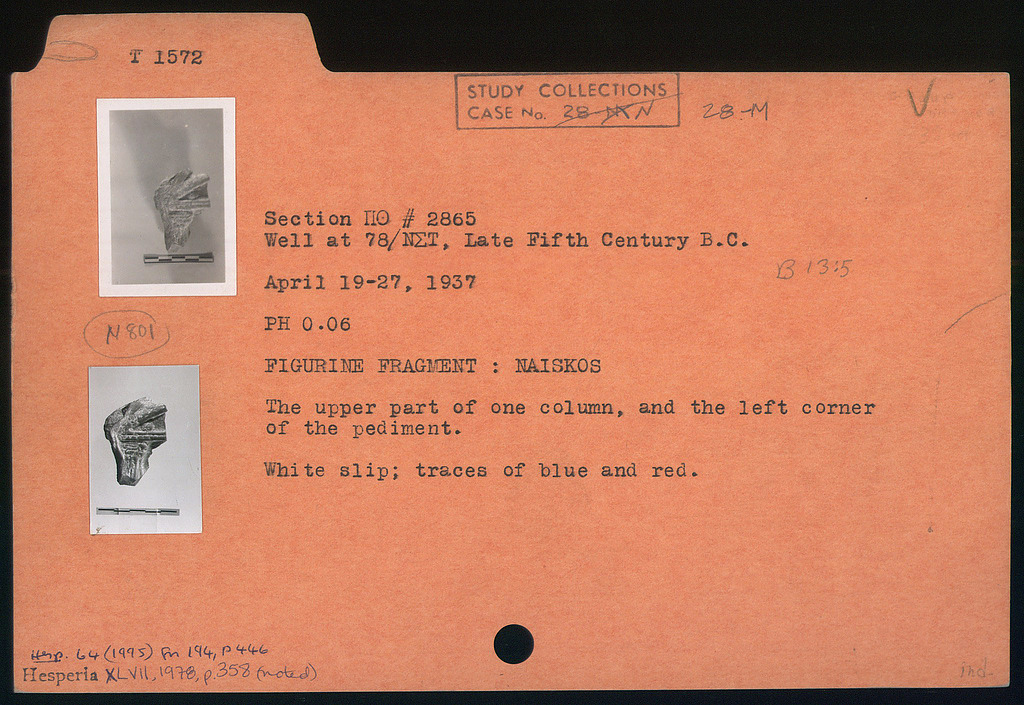 T 1572
STUDY COLLECTIONS
CASE No. 28 N 28-M
Section ΠΘ # 2865
Well at 78/ΝΣΤ, Late Fifth Century B.C.
B 13:5
April 19-27, 1937
PH 0.06
N 801
FIGURINE FRAGMENT : NAISKOS
The upper part of one column, and the left corner
of the pediment.
White slip; traces of blue and red.
Hesp. 64 (1995) fn 194, p 446
Hesperia XLVII, 1978, p. 358 (noted)
ind.